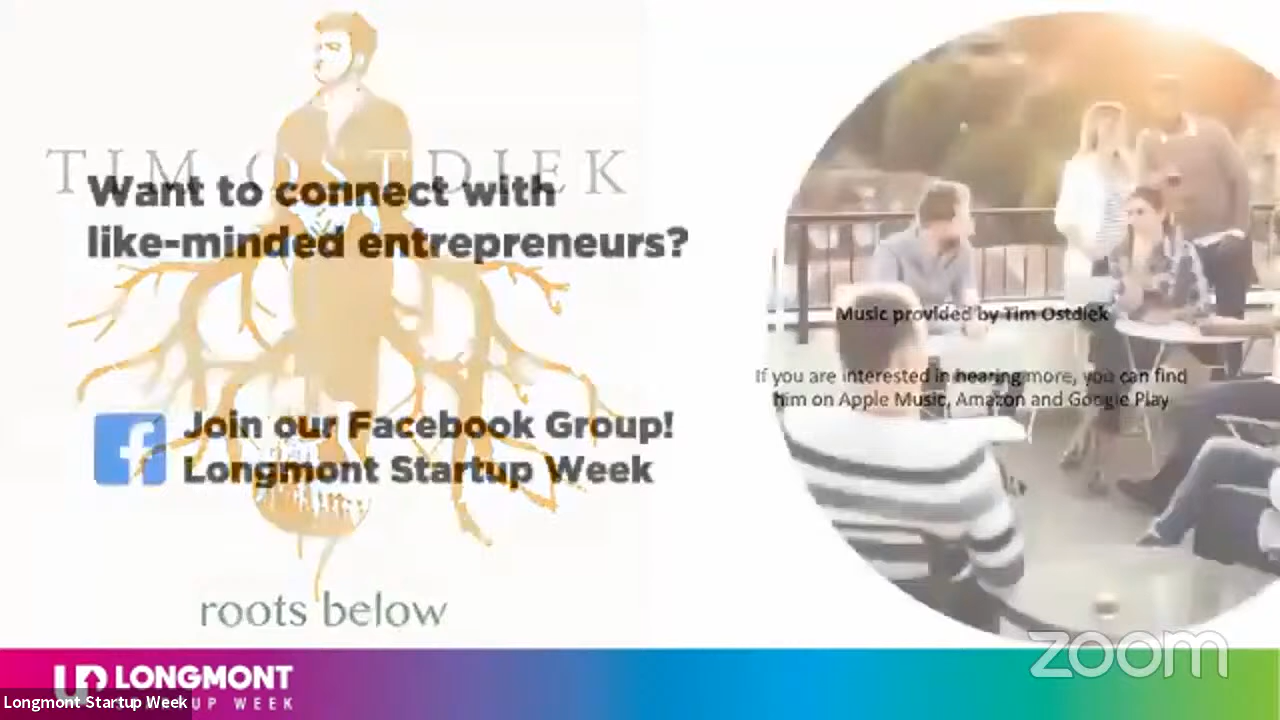 TIM OSTDIEK
Want to connect with
like-minded entrepreneurs?
Join our Facebook Group!
Longmont Startup Week
roots below
Music provided by Tim Ostdiek
If you are interested in hearing more, you can find
him on Apple Music, Amazon and Google Play
LONGMONT
UP WEEK
Longmont Startup Week
zoom